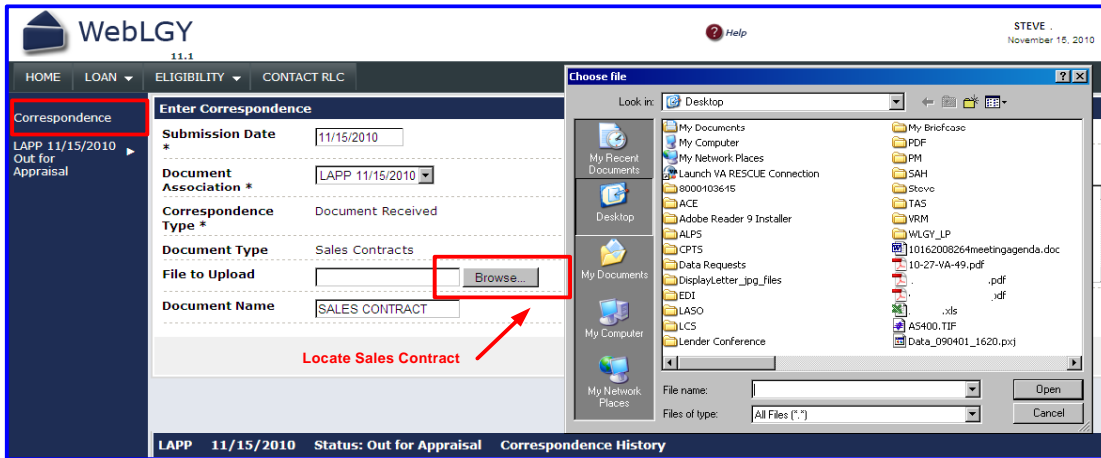 WebLGY
11.1
Help
STEVE .
November 15, 2010
HOME LOAN ELIGIBILITY CONTACT RLC
Correspondence
LAPP 11/15/2010
Out for
Appraisal
Enter Correspondence
Submission Date
*
11/15/2010
Document
Association *
LAPP 11/15/2010
Correspondence
Type *
Document Received
Document Type
Sales Contracts
File to Upload
Browse...
Document Name
SALES CONTRACT
Locate Sales Contract
Choose file
Look in:
Desktop
My Recent
Documents
Desktop
My Documents
My Computer
My Network
Places
My Documents
My Computer
My Network Places
Launch VA RESCUE Connection
8000103645
ACE
Adobe Reader 9 Installer
ALPS
CPTS
Data Requests
DisplayLetter_jpg_files
EDI
LASO
LCS
Lender Conference
My Briefcase
PDF
PM
SAH
Steve
TAS
VRM
WLGY_LP
10162008264meetingagenda.doc
10-27-VA-49.pdf
. .pdf
. .xls
AS400.TIF
Data_090401_1620.pxj
File name:
Open
Files of type:
All Files (*.*)
Cancel
LAPP 11/15/2010 Status: Out for Appraisal Correspondence History